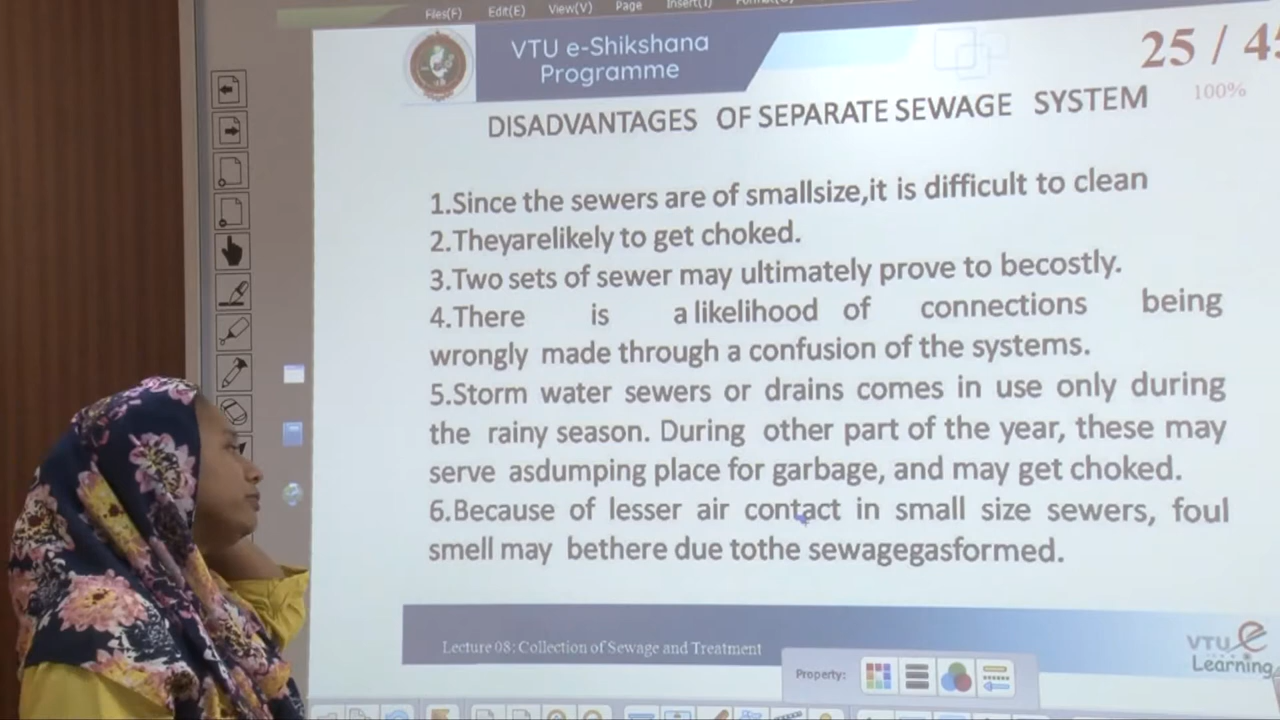 Files(F) Edit(E) View(V) Page Insert(I)
VTU e-Shikshana
Programme
25 / 45
100%
DISADVANTAGES OF SEPARATE SEWAGE SYSTEM
1.Since the sewers are of smallsize,it is difficult to clean
2.Theyarelikely to get choked.
3.Two sets of sewer may ultimately prove to becostly.
4.There is a likelihood of connections being
wrongly made through a confusion of the systems.
5.Storm water sewers or drains comes in use only during
the rainy season. During other part of the year, these may
serve asdumping place for garbage, and may get choked.
6.Because of lesser air contact in small size sewers, foul
smell may bethere due tothe sewagegasformed.
Lecture 08: Collection of Sewage and Treatment
VTU e
Learning
Property: